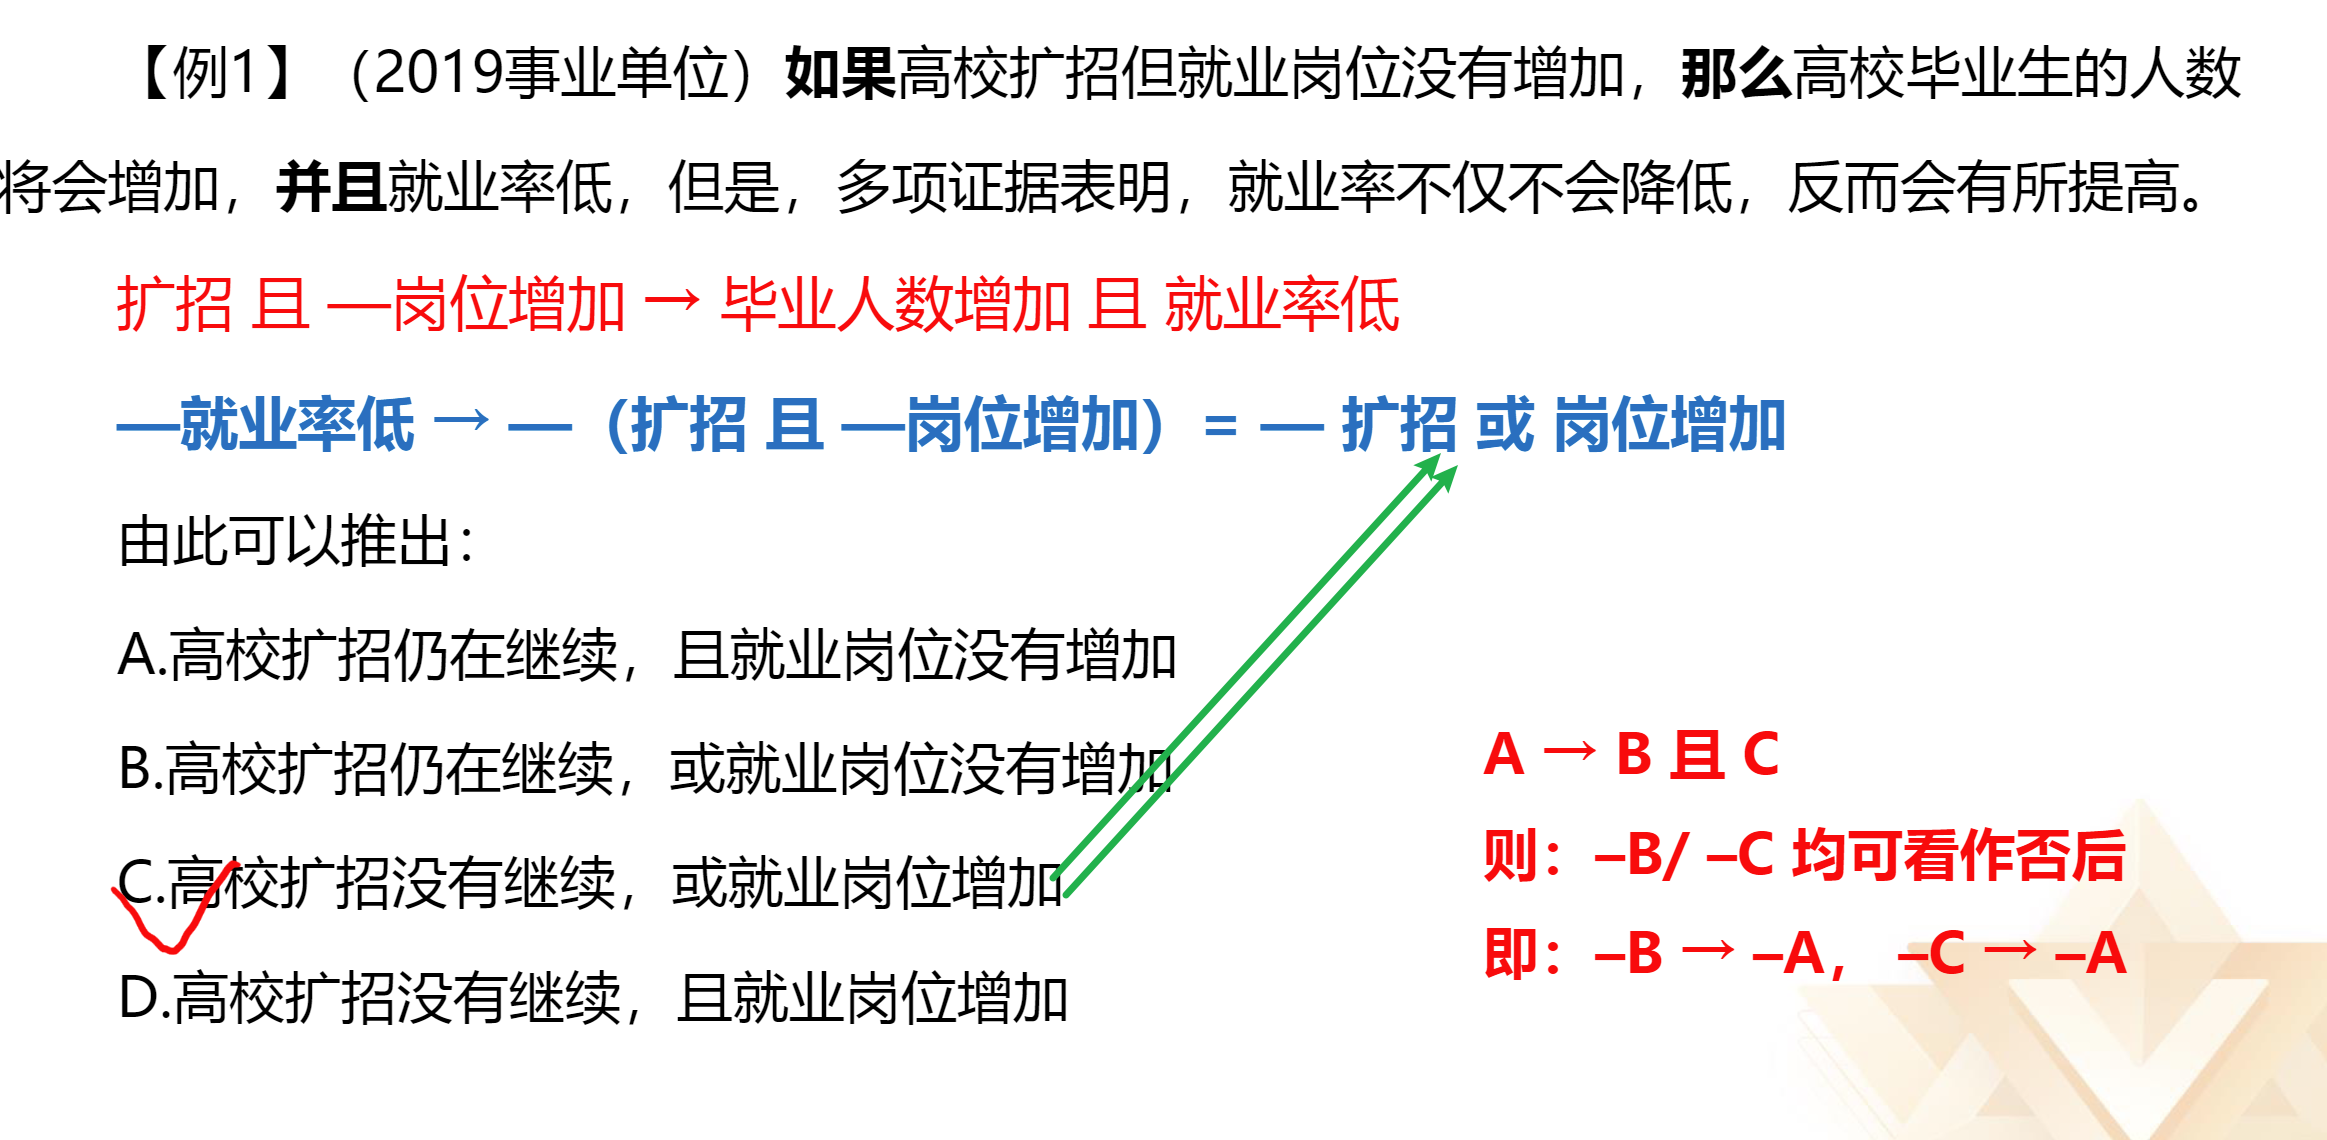 【例1】（2019事业单位）如果高校扩招但就业岗位没有增加，那么高校毕业生的人数
将会增加，并且就业率低，但是，多项证据表明，就业率不仅不会降低，反而会有所提高。
扩招 且 —岗位增加 → 毕业人数增加 且 就业率低
—就业率低 → —（扩招 且 —岗位增加）= — 扩招 或 岗位增加
由此可以推出：
A.高校扩招仍在继续，且就业岗位没有增加
B.高校扩招仍在继续，或就业岗位没有增加
C.高校扩招没有继续，或就业岗位增加
D.高校扩招没有继续，且就业岗位增加
A → B 且 C
则：–B/ –C 均可看作否后
即：–B → –A， –C → –A